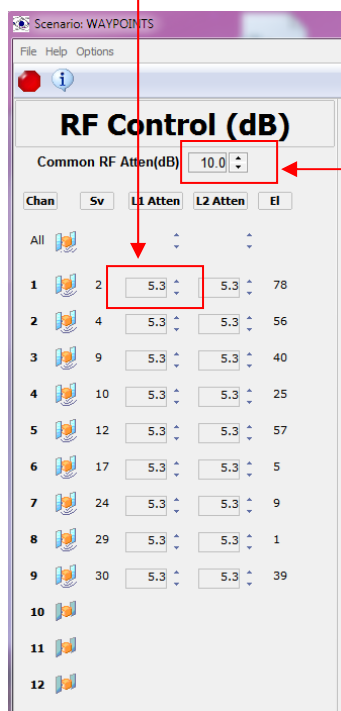 Scenario: WAYPOINTS
File Help Options
RF Control (dB)
Common RF Atten(dB) 10.0
Chan Sv L1 Atten L2 Atten El
All
1 2 5.3 5.3 78
2 4 5.3 5.3 56
3 9 5.3 5.3 40
4 10 5.3 5.3 25
5 12 5.3 5.3 57
6 17 5.3 5.3 5
7 24 5.3 5.3 9
8 29 5.3 5.3 1
9 30 5.3 5.3 39
10
11
12